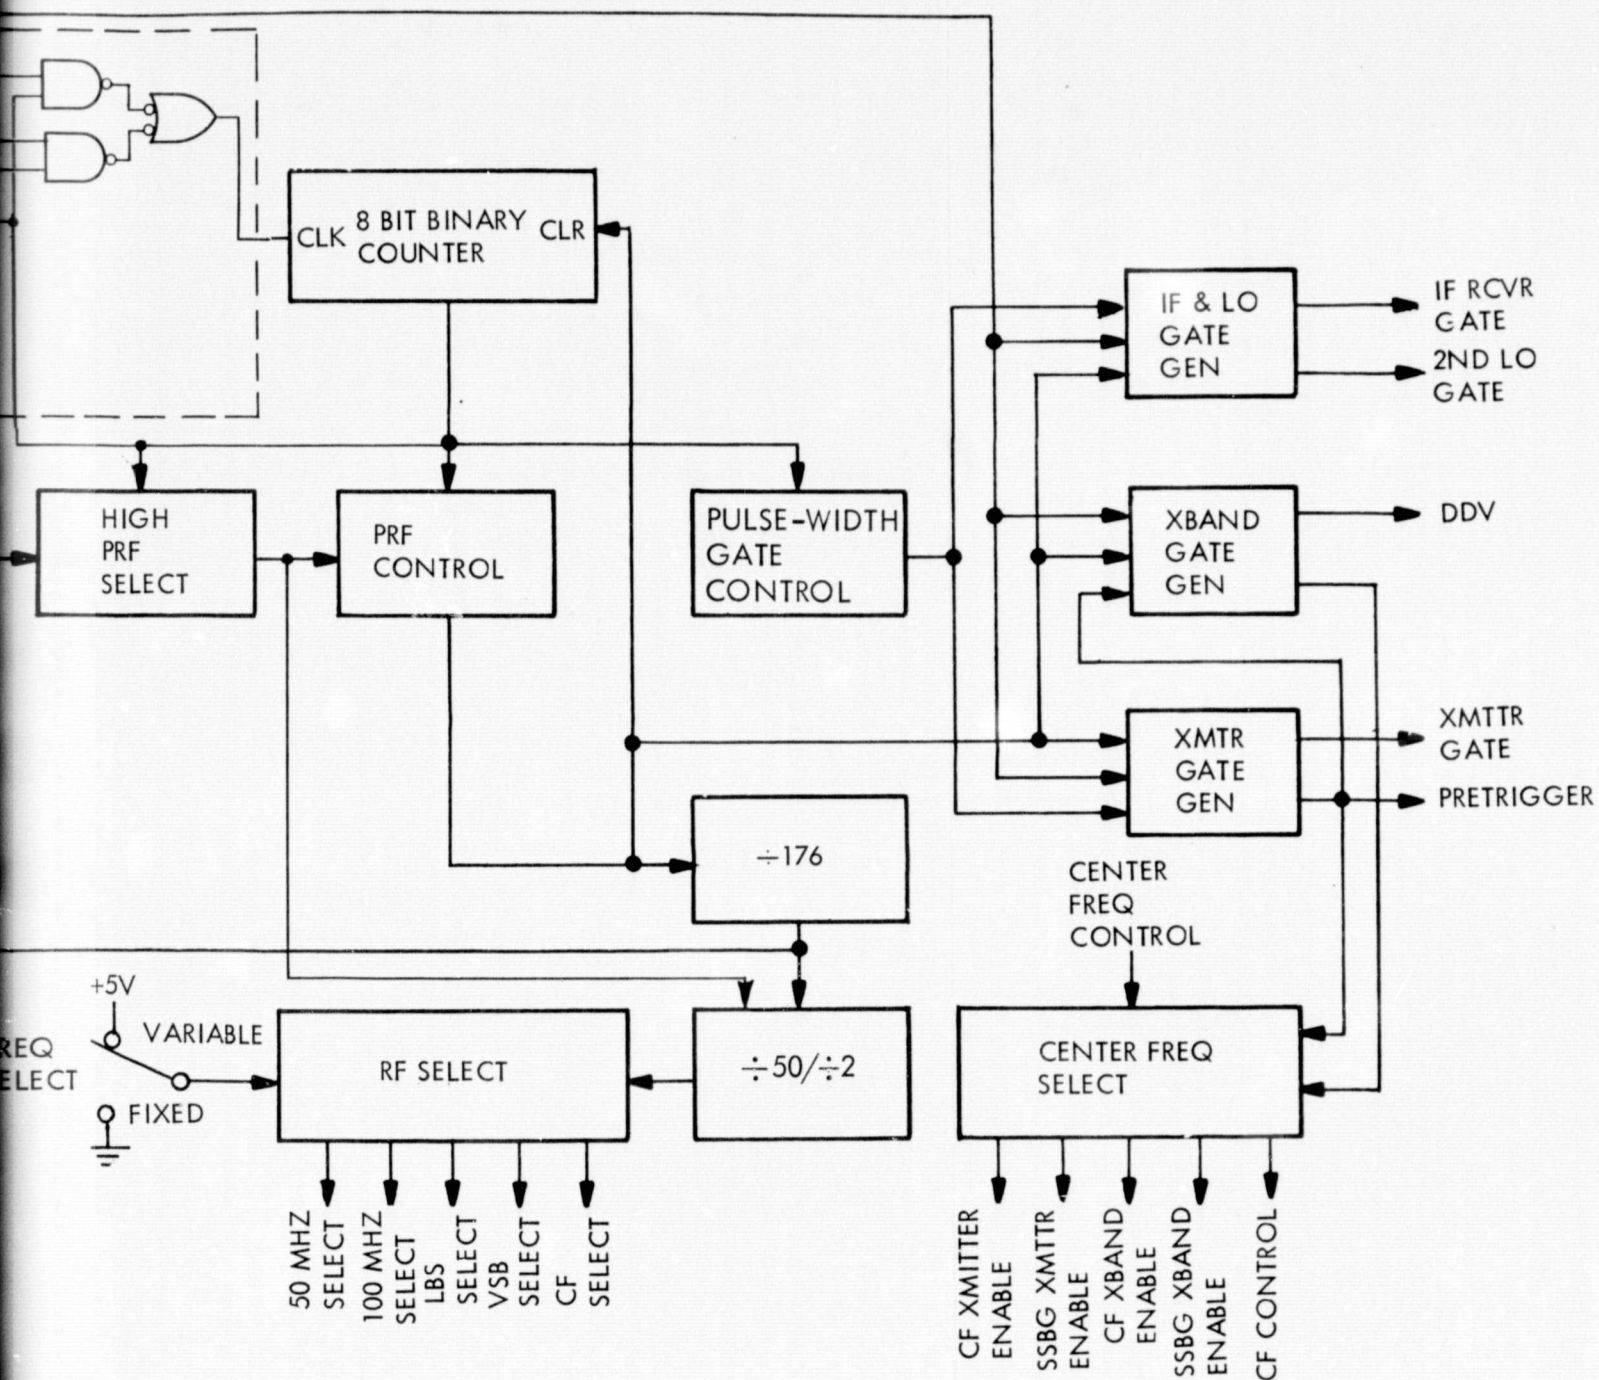 8 BIT BINARY
COUNTER
CLK
CLR
IF & LO
GATE
GEN
IF RCVR
GATE
2ND LO
GATE
HIGH
PRF
SELECT
PRF
CONTROL
PULSE-WIDTH
GATE
CONTROL
XBAND
GATE
GEN
DDV
XMTR
GATE
GEN
XMTTR
GATE
PRETRIGGER
÷176
CENTER
FREQ
CONTROL
+5V
VARIABLE
REQ
ELECT
FIXED
RF SELECT
÷50/÷2
CENTER FREQ
SELECT
50 MHZ
SELECT
100 MHZ
SELECT
LBS
SELECT
VSB
SELECT
CF
SELECT
CF XMITTER
ENABLE
SSBG XMTTR
ENABLE
CF XBAND
ENABLE
SSBG XBAND
ENABLE
CF CONTROL